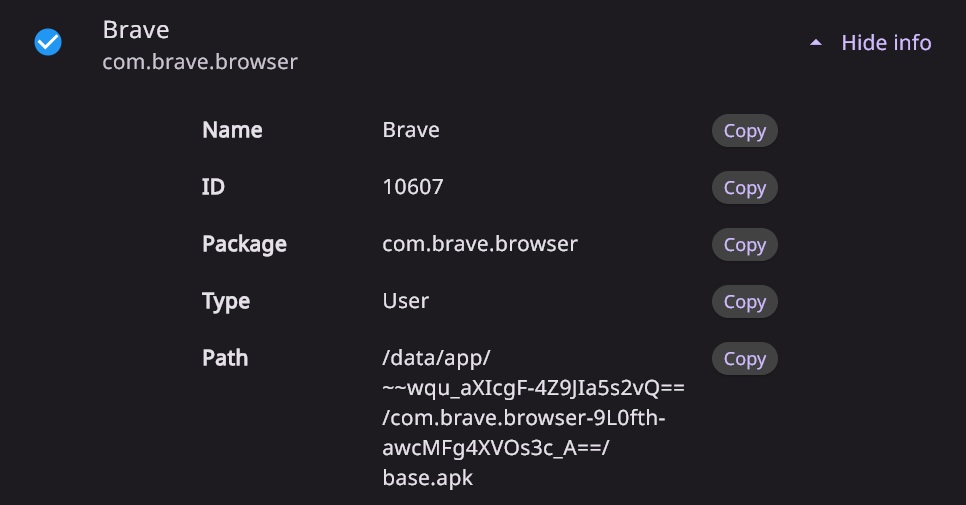 Brave
com.brave.browser
Hide info
Name Brave Copy
ID 10607 Copy
Package com.brave.browser Copy
Type User Copy
Path /data/app/ Copy
~~wqu_aXIcgF-4Z9JIa5s2vQ==
/com.brave.browser-9L0fth-
awcMFg4XVOs3c_A==/
base.apk